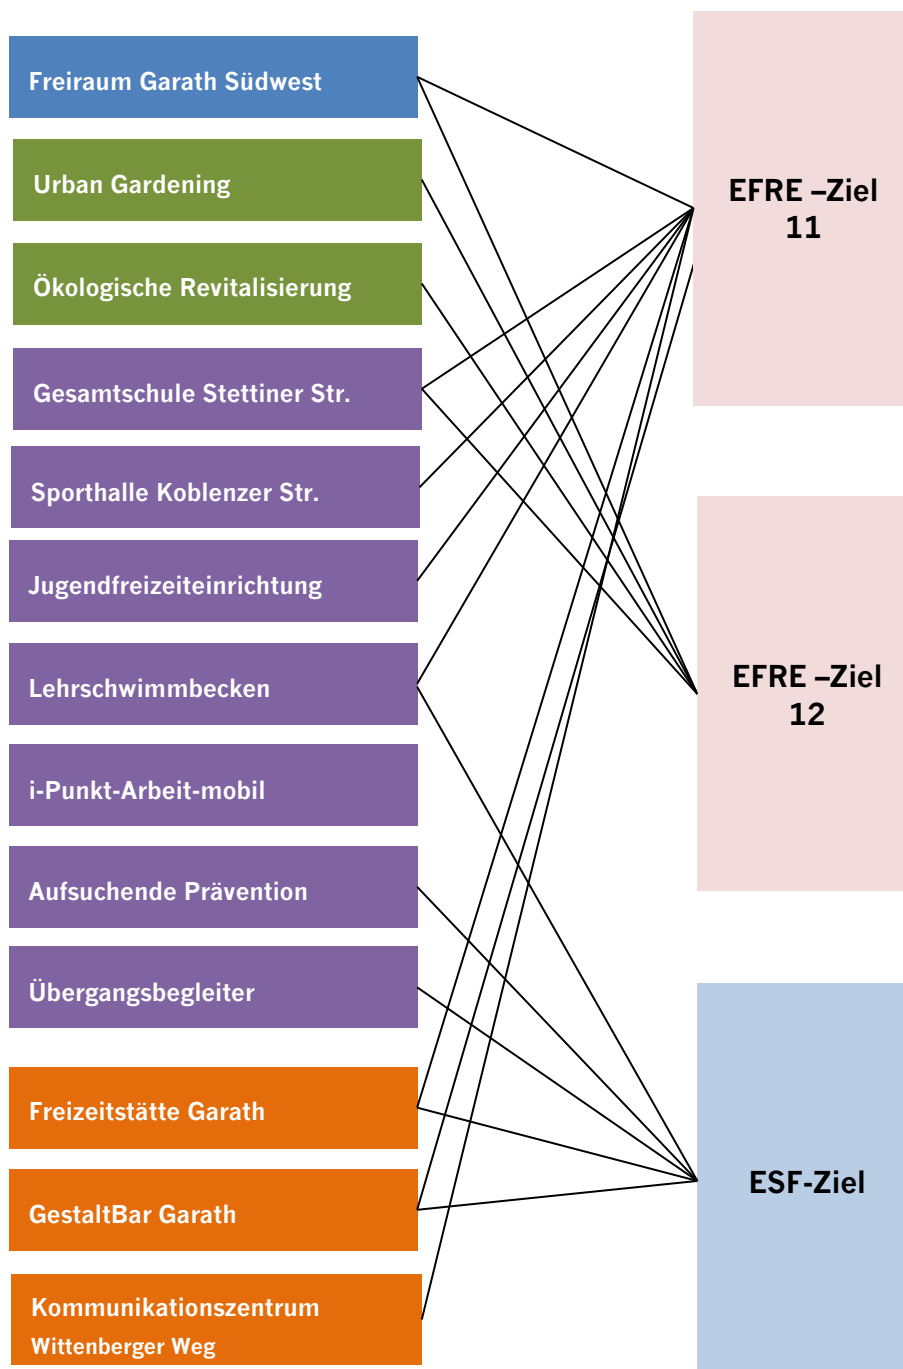 Freiraum Garath Südwest
Urban Gardening
Ökologische Revitalisierung
Gesamtschule Stettiner Str.
Sporthalle Koblenzer Str.
Jugendfreizeiteinrichtung
Lehrschwimmbecken
i-Punkt-Arbeit-mobil
Aufsuchende Prävention
Übergangsbegleiter
Freizeitstätte Garath
GestaltBar Garath
Kommunikationszentrum
Wittenberger Weg
EFRE –Ziel
11
EFRE –Ziel
12
ESF-Ziel